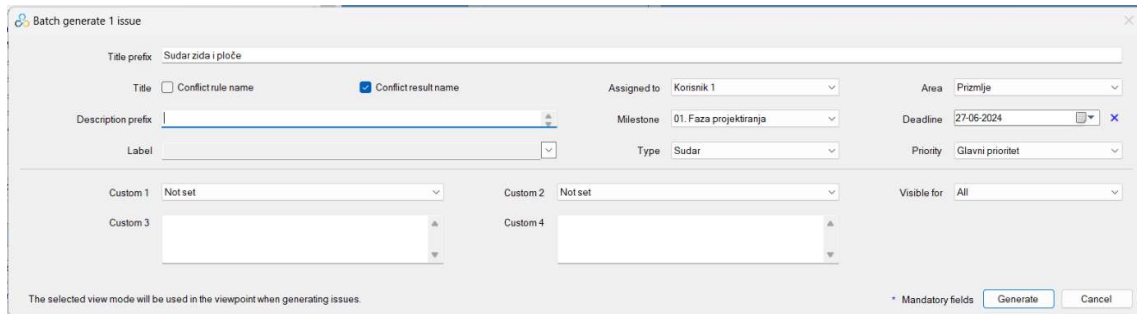 Batch generate 1 issue
Title prefix Sudar zida i ploče
Title Conflict rule name Conflict result name Assigned to Korisnik 1 Area Prizmlje
Description prefix Milestone 01. Faza projektiranja Deadline 27-06-2024
Label Type Sudar Priority Glavni prioritet
Custom 1 Not set Custom 2 Not set Visible for All
Custom 3 Custom 4
The selected view mode will be used in the viewpoint when generating issues. * Mandatory fields Generate Cancel